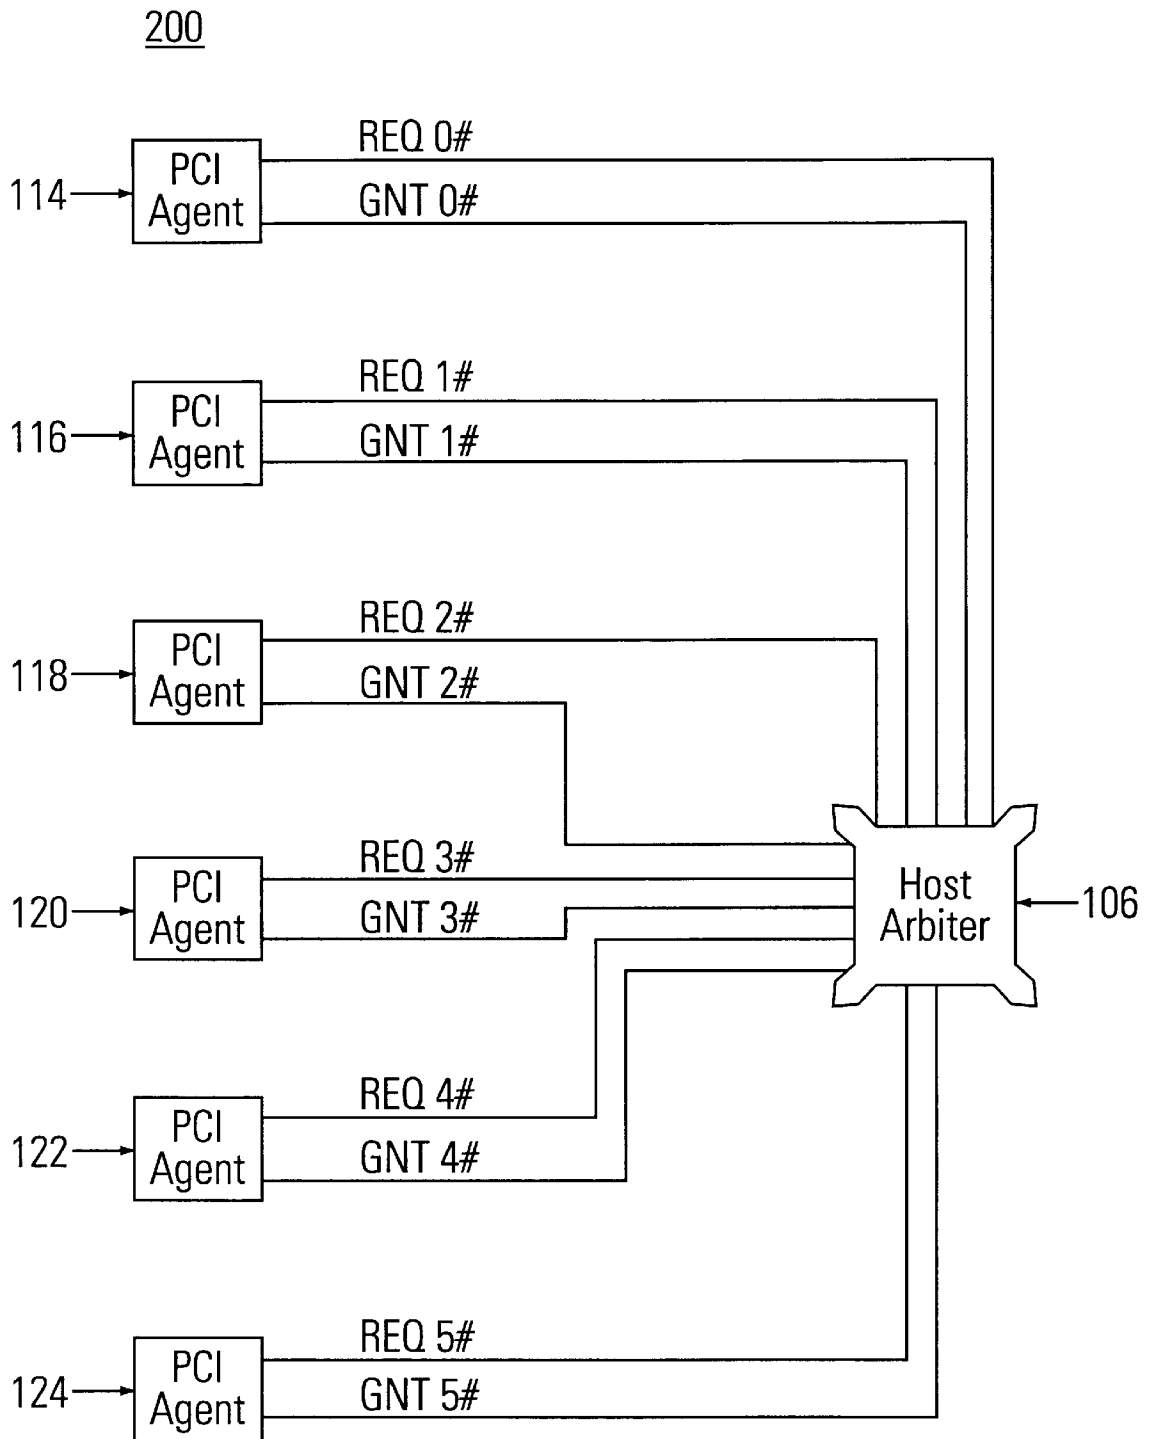 200
REQ 0#
PCI
Agent
114
GNT 0#
REQ 1#
PCI
Agent
116
GNT 1#
REQ 2#
PCI
Agent
118
GNT 2#
REQ 3#
PCI
Agent
120
GNT 3#
Host
Arbiter
106
REQ 4#
PCI
Agent
122
GNT 4#
REQ 5#
PCI
Agent
124
GNT 5#